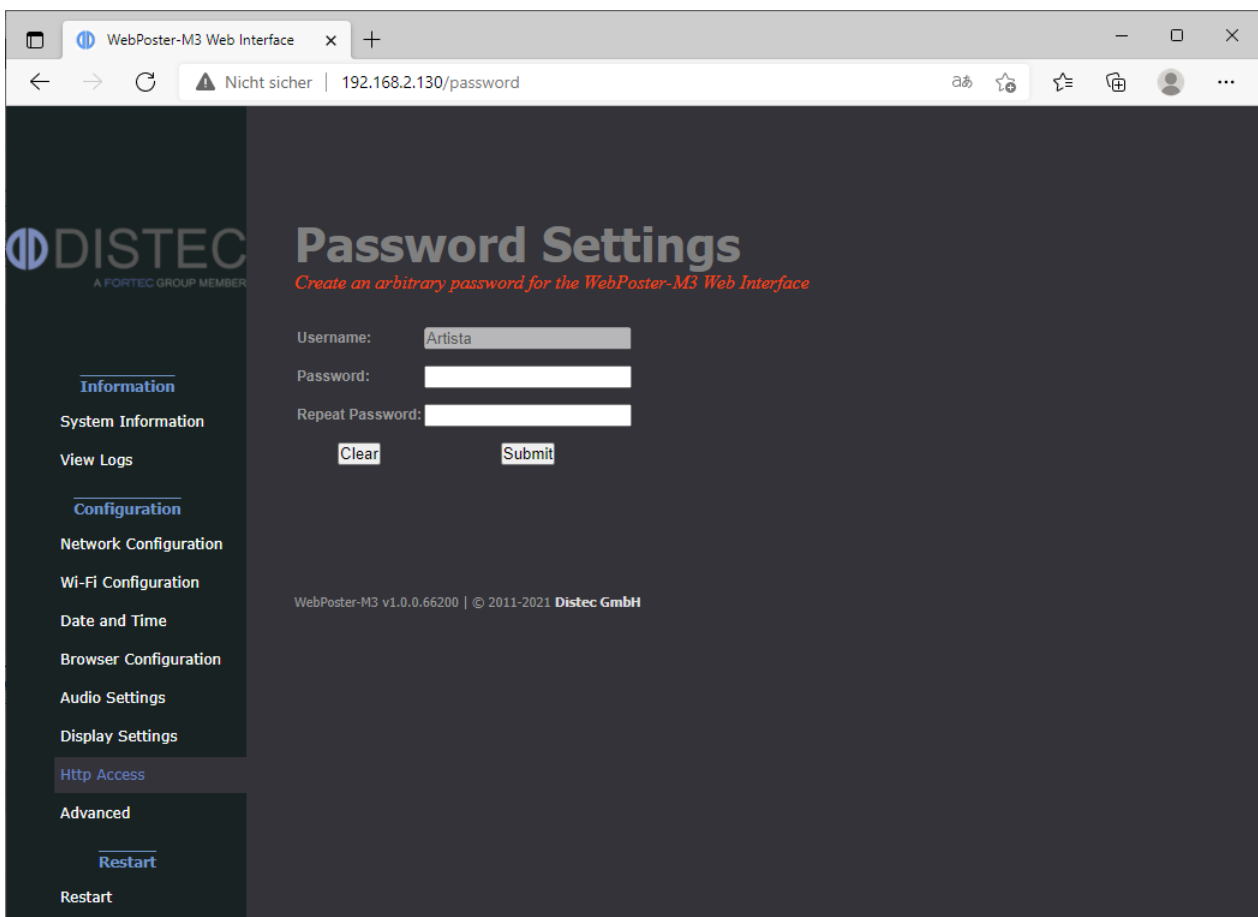 WebPoster-M3 Web Interface
Nicht sicher | 192.168.2.130/password
aあ
DISTEC
A FORTEC GROUP MEMBER
Password Settings
Create an arbitrary password for the WebPoster-M3 Web Interface
Username: Artista
Password:
Repeat Password:
Clear Submit
Information
System Information
View Logs
Configuration
Network Configuration
Wi-Fi Configuration
Date and Time
Browser Configuration
Audio Settings
Display Settings
Http Access
Advanced
Restart
Restart
WebPoster-M3 v1.0.0.66200 | © 2011-2021 Distec GmbH